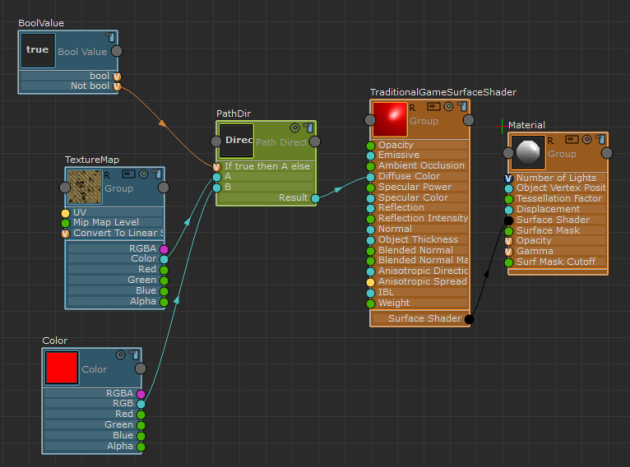 BoolValue
true
Bool Value
bool
Not bool
TextureMap
R
Group
UV
Mip Map Level
Convert To Linear S
RGBA
Color
Red
Green
Blue
Alpha
Color
Color
RGBA
RGB
Red
Green
Blue
Alpha
PathDir
Direc
Path Direct
If true then A else
A
B
Result
TraditionalGameSurfaceShader
R
Group
Opacity
Emissive
Ambient Occlusion
Diffuse Color
Specular Power
Specular Color
Reflection
Reflection Intensity
Normal
Object Thickness
Blended Normal
Blended Normal Ma
Anisotropic Directic
Anisotropic Spread
IBL
Weight
Surface Shader
Material
R
Group
Number of Lights
Object Vertex Posit
Tessellation Factor
Displacement
Surface Shader
Surface Mask
Opacity
Gamma
Surf Mask Cutoff